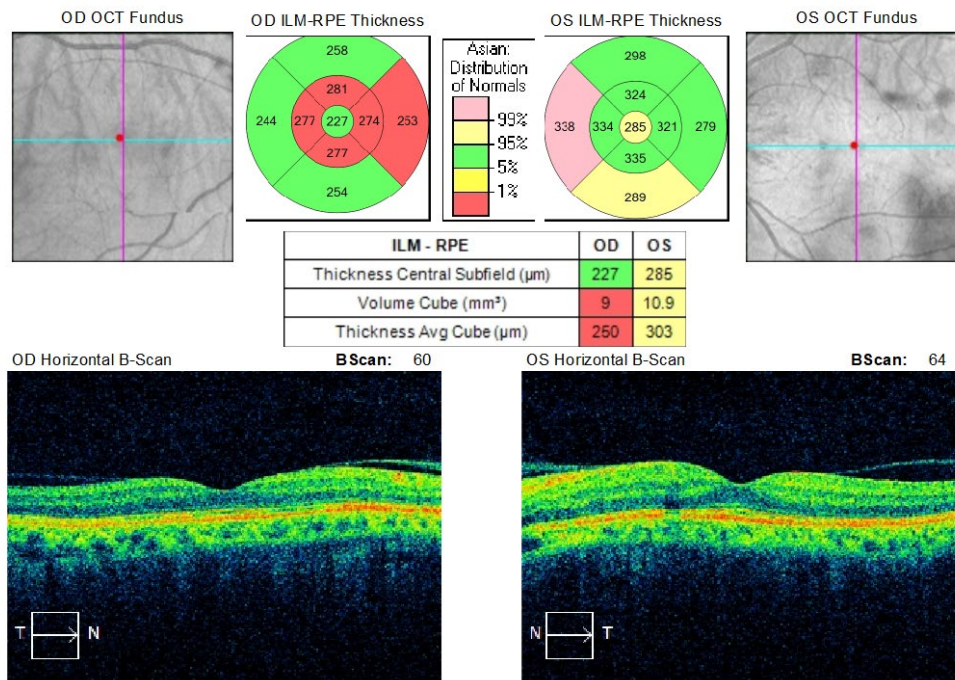 OD OCT Fundus
OD ILM-RPE Thickness
OS ILM-RPE Thickness
OS OCT Fundus
258
281
244 277 227 274 253
277
254
Asian:
Distribution
of Normals
99%
95%
5%
1%
298
324
338 334 285 321 279
335
289
ILM - RPE OD OS
Thickness Central Subfield (µm) 227 285
Volume Cube (mm³) 9 10.9
Thickness Avg Cube (µm) 250 303
OD Horizontal B-Scan BScan: 60
OS Horizontal B-Scan BScan: 64
T N
N T